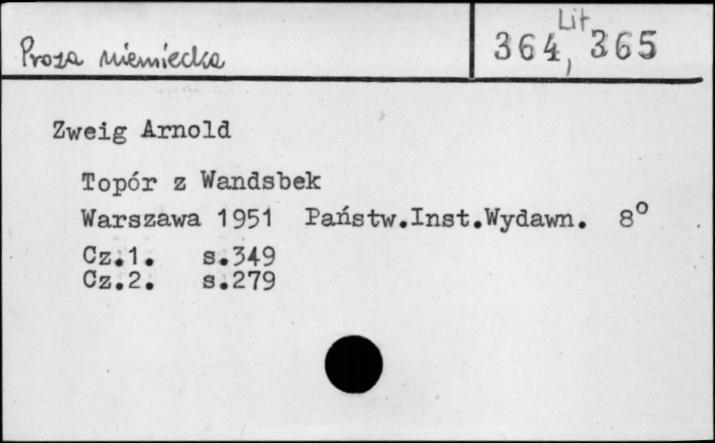 Proza niemiecka
Lit
364, 365
Zweig Arnold
Topór z Wandsbek
Warszawa 1951 Państw.Inst.Wydawn. 8°
Cz.1. s.349
Cz.2. s.279